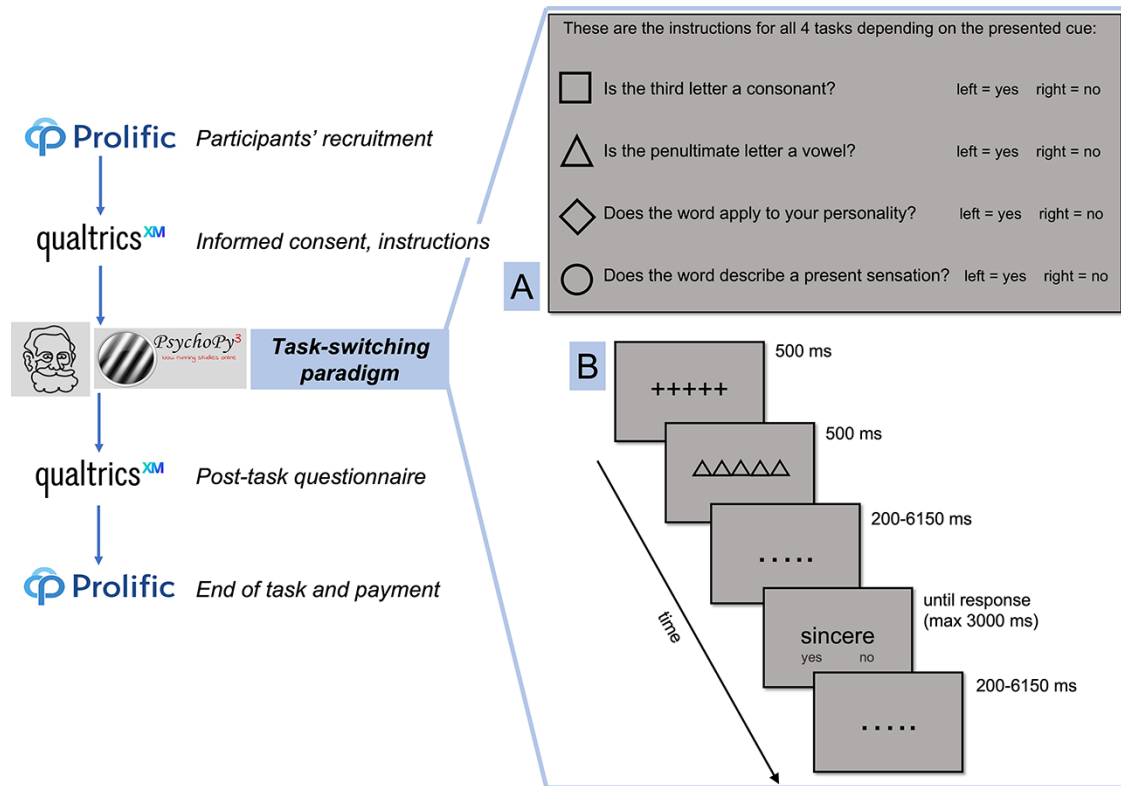 Prolific Participants' recruitment
qualtrics XM Informed consent, instructions
PsychoPy3
now running studies online
Task-switching
paradigm
qualtrics XM Post-task questionnaire
Prolific End of task and payment
A
These are the instructions for all 4 tasks depending on the presented cue:
Is the third letter a consonant? left = yes right = no
Is the penultimate letter a vowel? left = yes right = no
Does the word apply to your personality? left = yes right = no
Does the word describe a present sensation? left = yes right = no
B
500 ms
+++++
500 ms
200-6150 ms
.....
until response
(max 3000 ms)
sincere
yes no
200-6150 ms
.....
time